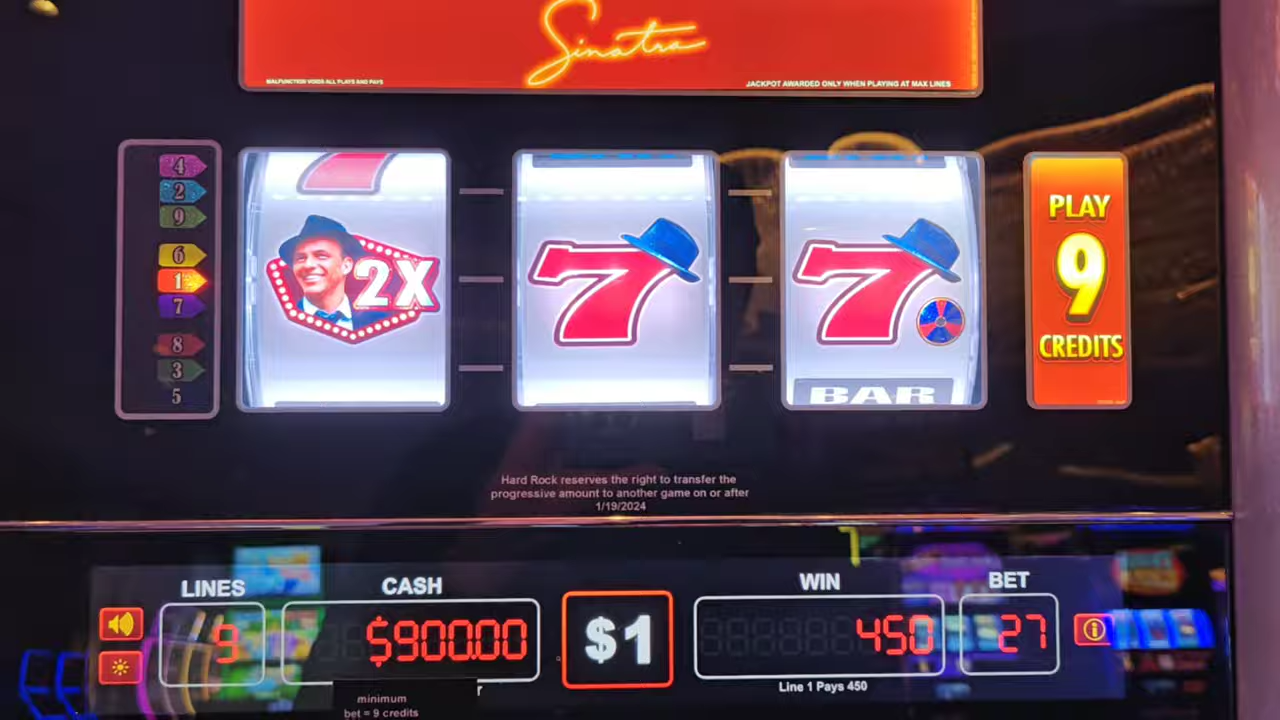 Sinatra
MALFUNCTION VOIDS ALL PLAYS AND PAYS
JACKPOT AWARDED ONLY WHEN PLAYING AT MAX LINES
4
2
9
6
1
7
8
3
5
2X
7
7
BAR
PLAY
9
CREDITS
Hard Rock reserves the right to transfer the
progressive amount to another game on or after
1/19/2024
LINES
CASH
WIN
BET
9
$900.00
$1
450
27
Line 1 Pays 450
minimum
bet = 9 credits